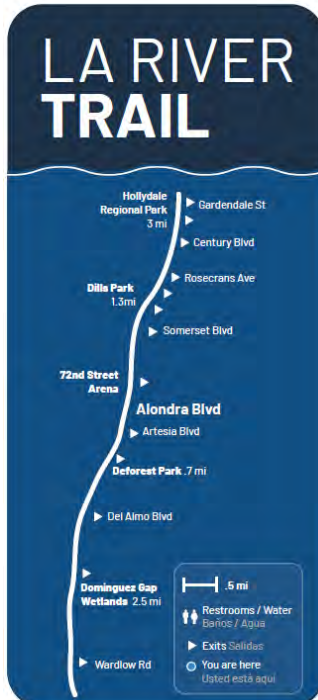 LA RIVER
TRAIL
Hollydale
Regional Park
3 mi
Gardendale St
Century Blvd
Rosecrans Ave
Dills Park
1.3mi
Somerset Blvd
72nd Street
Arena
Alondra Blvd
Artesia Blvd
Deforest Park .7 mi
Del Almo Blvd
Dominguez Gap
Wetlands 2.5 mi
Wardlow Rd
.5 mi
Restrooms / Water
Baños / Agua
Exits Salidas
You are here
Usted está aquí